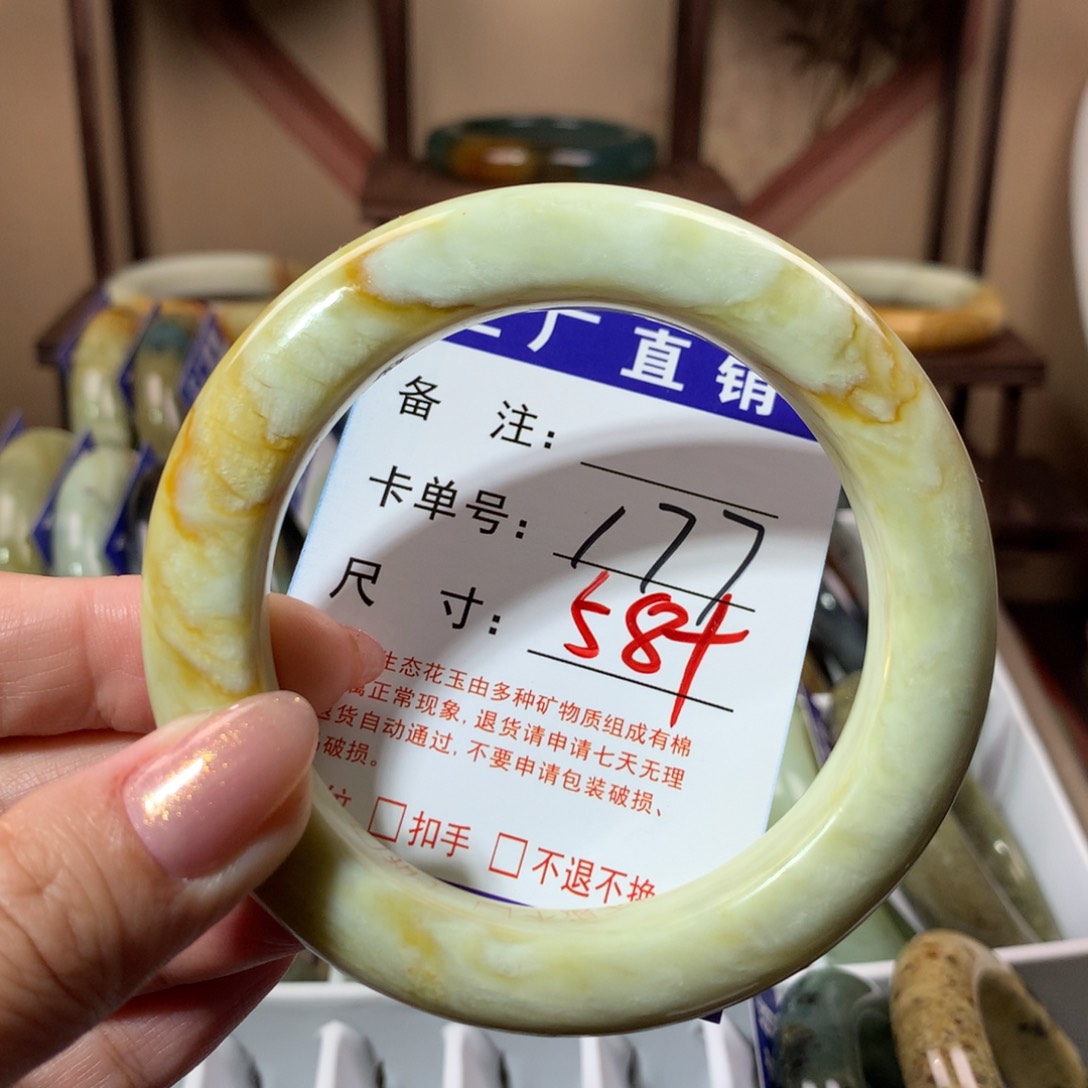 厂直销
备 注：
卡单号： 177
尺 寸： 584
生态花玉由多种矿物质组成有棉
属正常现象，退货请申请七天无理
退货自动通过，不要申请包装破损、
破损。
纹 □扣手 □不退不换